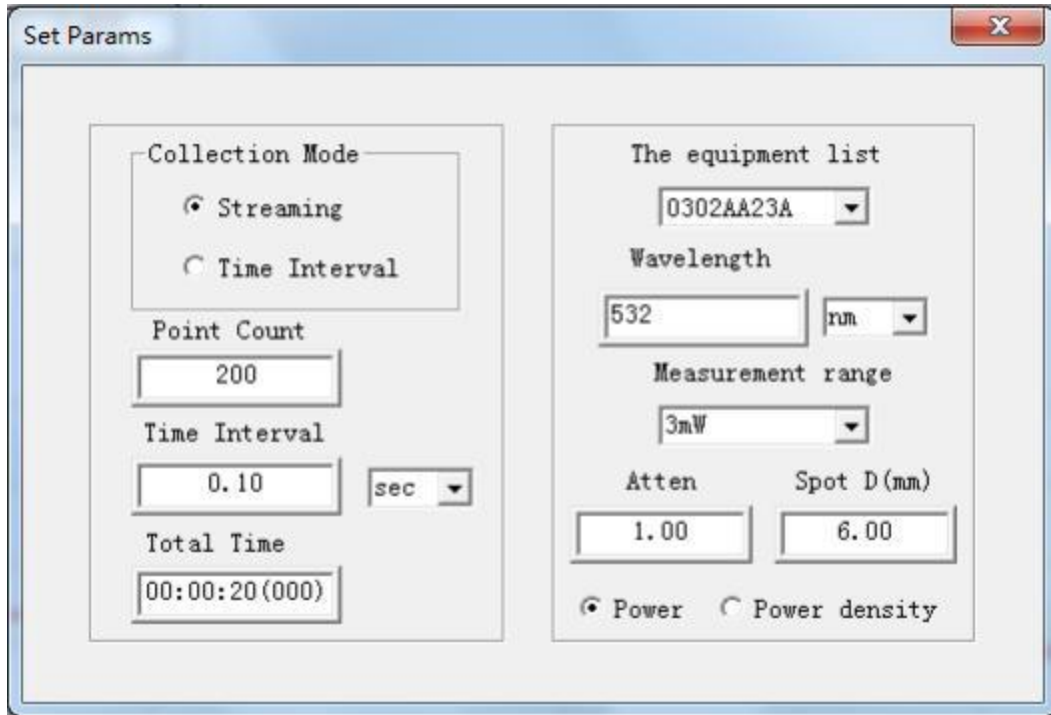 Set Params
Collection Mode
Streaming
Time Interval
Point Count
200
Time Interval
0.10
sec
Total Time
00:00:20(000)
The equipment list
0302AA23A
Wavelength
532
nm
Measurement range
3mW
Atten
Spot D(mm)
1.00
6.00
Power
Power density